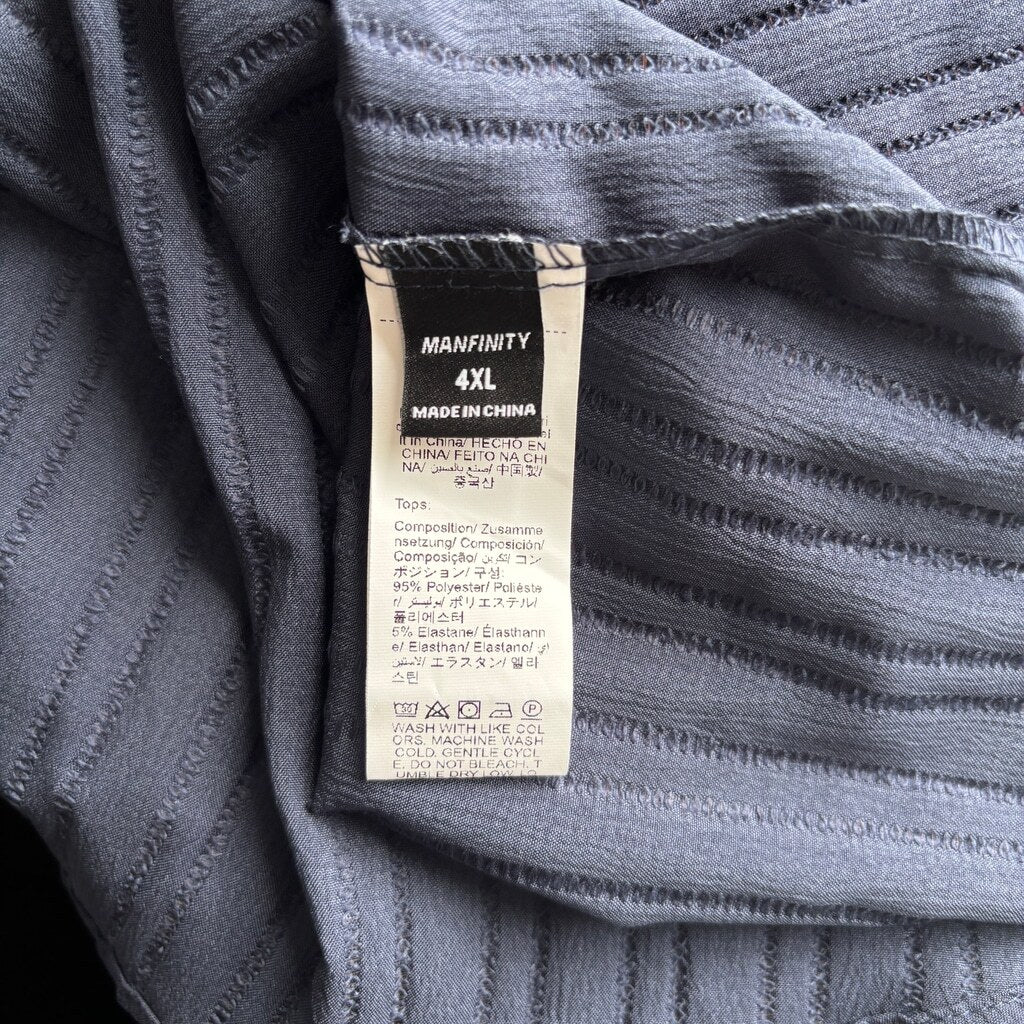 MANFINITY
4XL
MADE IN CHINA
it in China/ HECHO EN
CHINA/ FEITO NA CHI
NA/ صنع بالصين/ 中国製/
중국산
Tops:
Composition/ Zusamme
nsetzung/ Composición/
Composição/ تكوين/ コン
ポジション/ 구성:
95% Polyester/ Poliéste
r/ بوليستر/ ポリエステル/
폴리에스터
5% Elastane/ Élasthann
e/ Elasthan/ Elastano/
エラスタン/ 엘라
스틴
WASH WITH LIKE COL
ORS. MACHINE WASH
COLD. GENTLE CYCL
E. DO NOT BLEACH. T
UMBLE DRY LOW. LO